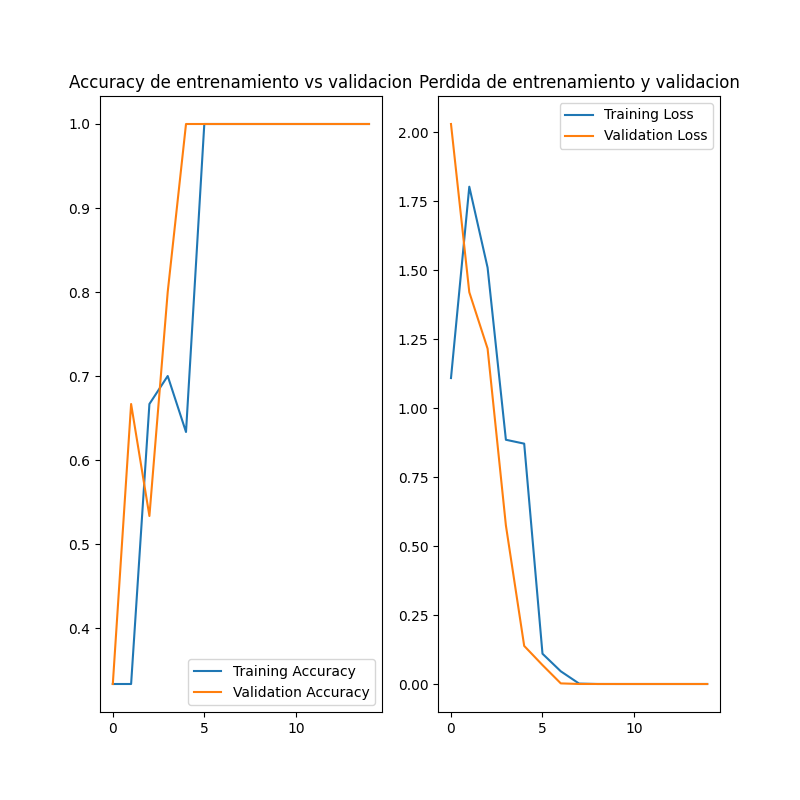 Accuracy de entrenamiento vs validacion
1.0
0.9
0.8
0.7
0.6
0.5
0.4
0 5 10
Training Accuracy
Validation Accuracy
Perdida de entrenamiento y validacion
2.00
1.75
1.50
1.25
1.00
0.75
0.50
0.25
0.00
0 5 10
Training Loss
Validation Loss